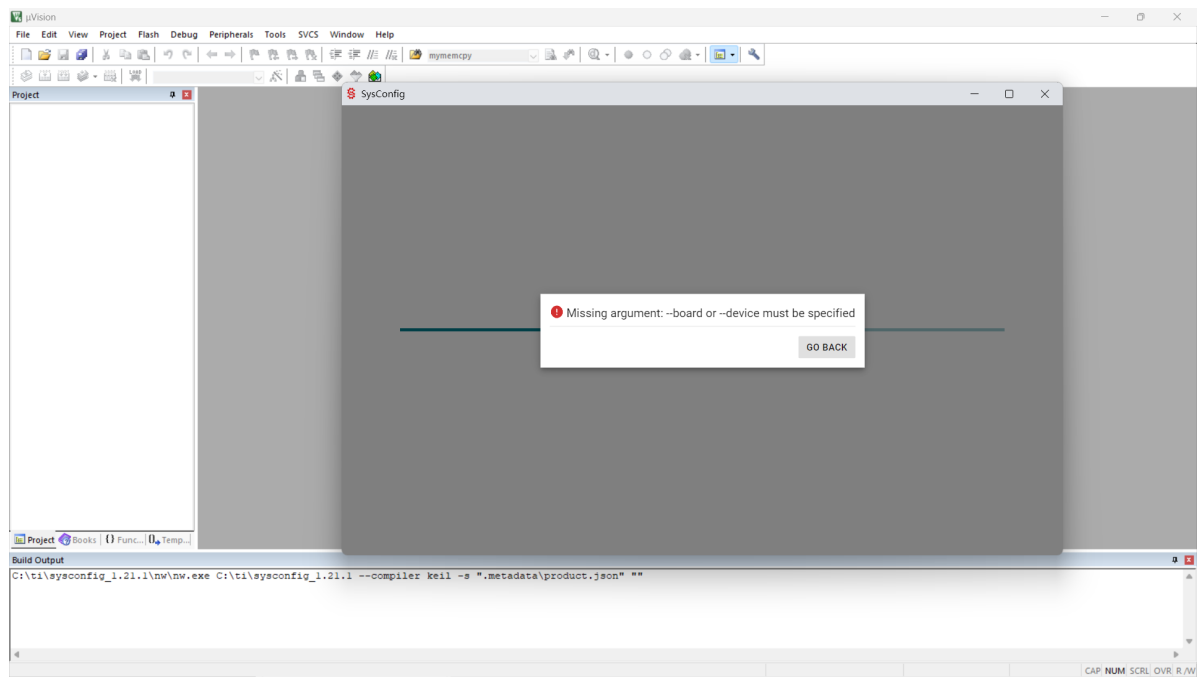 µVision
File Edit View Project Flash Debug Peripherals Tools SVCS Window Help
mymemcpy
Project
SysConfig
Missing argument: --board or --device must be specified
GO BACK
Project Books {} Func... Temp...
Build Output
C:\ti\sysconfig_1.21.1\nw\nw.exe C:\ti\sysconfig_1.21.1 --compiler keil -s ".metadata\product.json" ""
CAP NUM SCRL OVR R/W